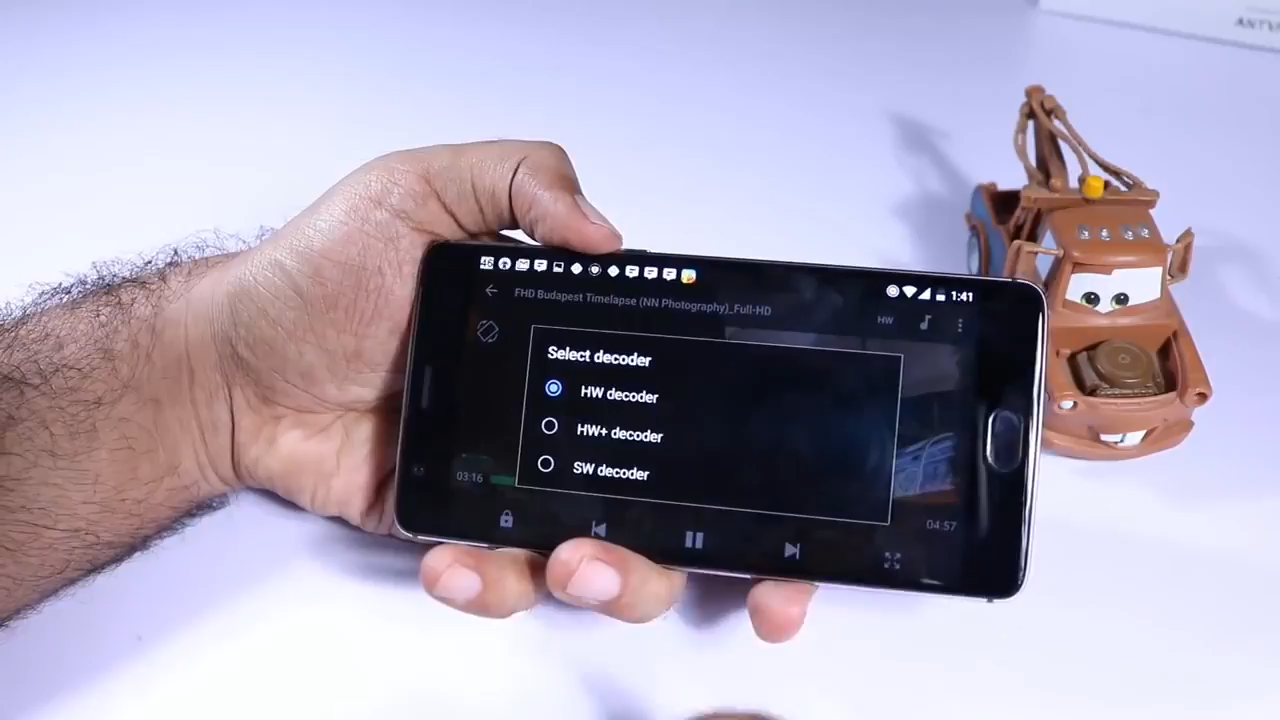 46
1:41
FHD Budapest Timelapse (NN Photography)_Full-HD
HW
Select decoder
HW decoder
HW+ decoder
SW decoder
03:16
04:57